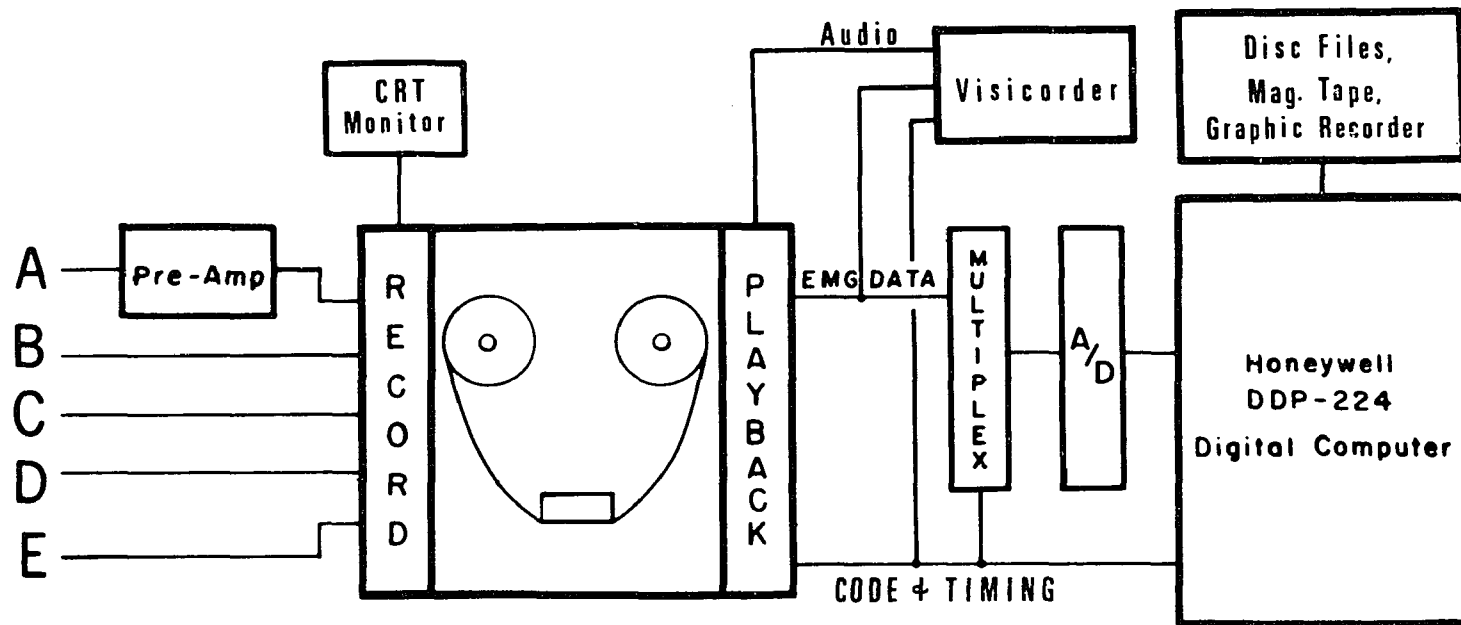 Audio
Visicorder
Disc Files,
Mag. Tape,
Graphic Recorder
CRT
Monitor
A
Pre-Amp
B
C
D
E
RECORD
PLAYBACK
EMG DATA
MULTIPLEX
A/D
Honeywell
DDP-224
Digital Computer
CODE & TIMING